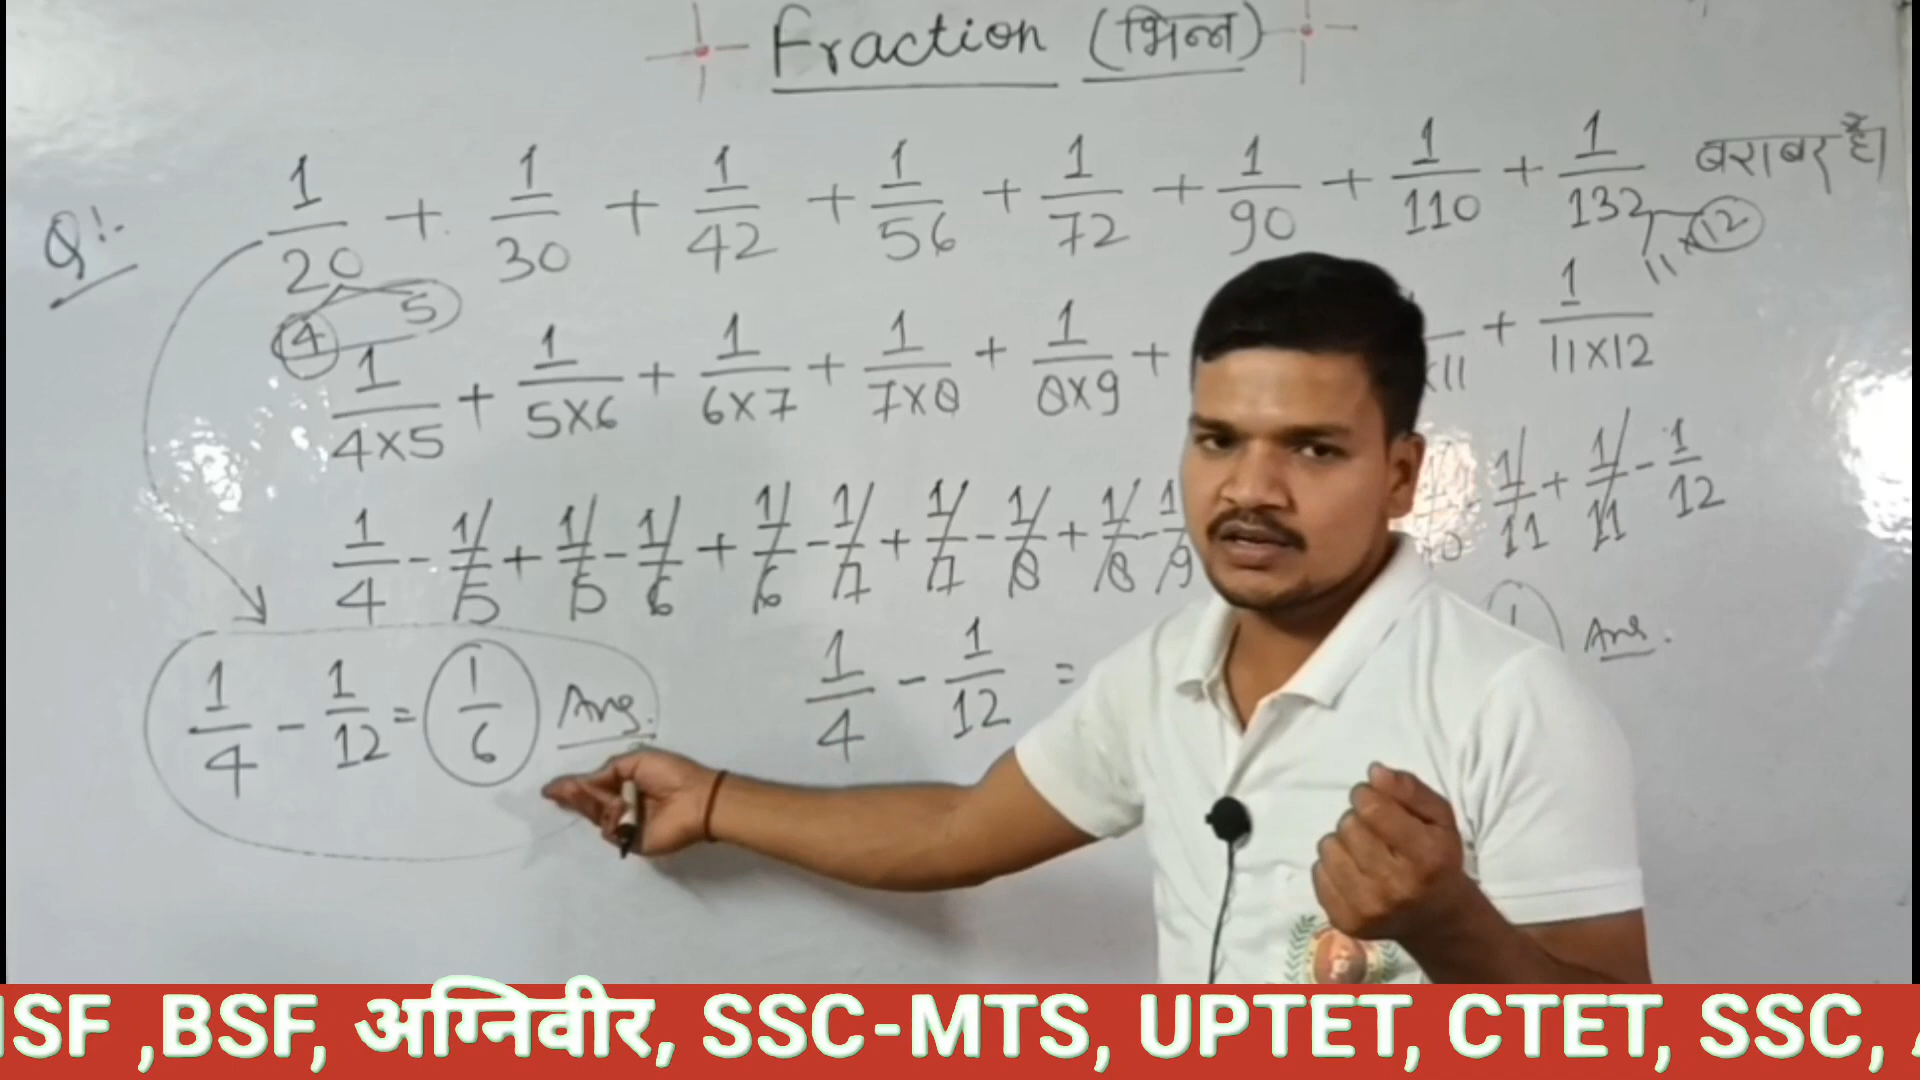 Fraction (भिन्न)
Q:- 1/20 + 1/30 + 1/42 + 1/56 + 1/72 + 1/90 + 1/110 + 1/132 बराबर है।
4 5
11×12
1/4×5 + 1/5×6 + 1/6×7 + 1/7×8 + 1/8×9 + ×11 + 1/11×12
1/4 - 1/5 + 1/5 - 1/6 + 1/6 - 1/7 + 1/7 - 1/8 + 1/8 - 1/9 1/11 + 1/11 - 1/12
1/4 - 1/12 = 1/6 Ans.
1/4 - 1/12 = Ans.
ISF ,BSF, अग्निवीर, SSC-MTS, UPTET, CTET, SSC,